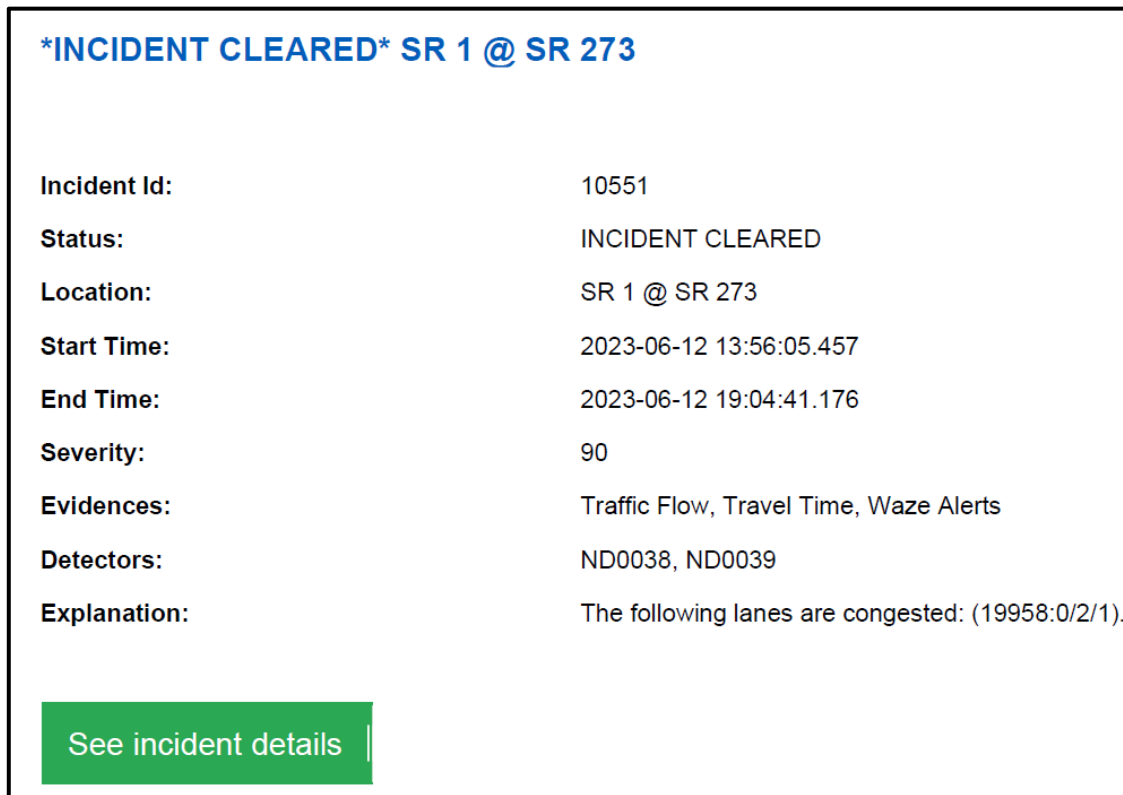 *INCIDENT CLEARED* SR 1 @ SR 273
Incident Id: 10551
Status: INCIDENT CLEARED
Location: SR 1 @ SR 273
Start Time: 2023-06-12 13:56:05.457
End Time: 2023-06-12 19:04:41.176
Severity: 90
Evidences: Traffic Flow, Travel Time, Waze Alerts
Detectors: ND0038, ND0039
Explanation: The following lanes are congested: (19958:0/2/1).
See incident details